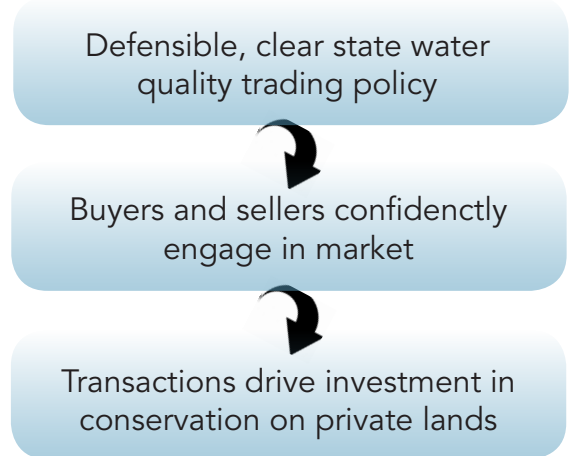 Defensible, clear state water
quality trading policy
Buyers and sellers confidenctly
engage in market
Transactions drive investment in
conservation on private lands